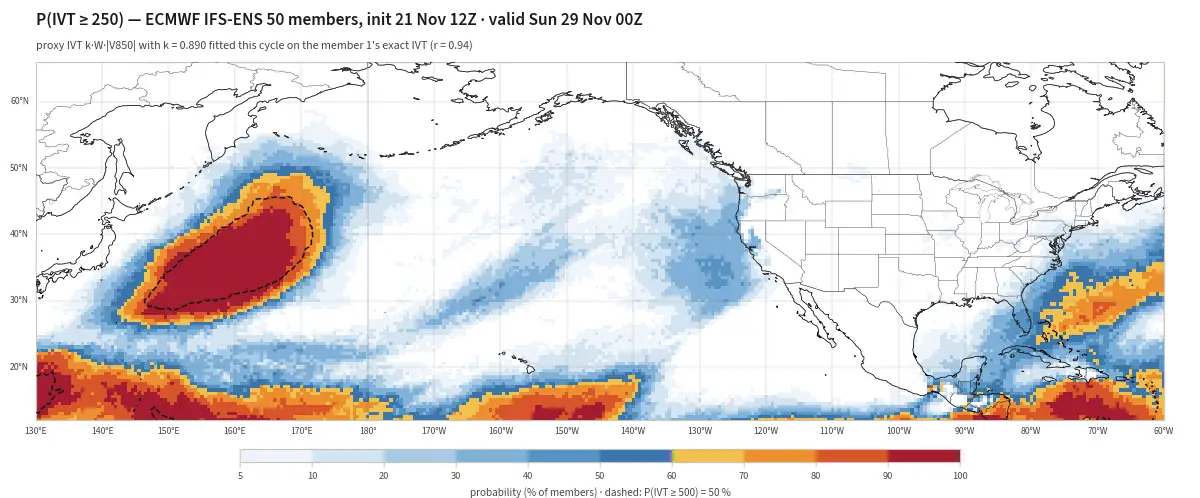 P(IVT ≥ 250) — ECMWF IFS-ENS 50 members, init 21 Nov 12Z · valid Sun 29 Nov 00Z
proxy IVT k·W·|V850| with k = 0.890 fitted this cycle on the member 1's exact IVT (r = 0.94)
60°N
50°N
40°N
30°N
20°N
130°E 140°E 150°E 160°E 170°E 180° 170°W 160°W 150°W 140°W 130°W 120°W 110°W 100°W 90°W 80°W 70°W 60°W
5 10 20 30 40 50 60 70 80 90 100
probability (% of members) · dashed: P(IVT ≥ 500) = 50 %